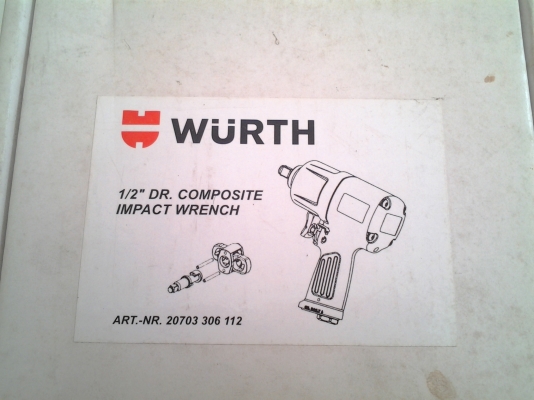 WÜRTH
1/2" DR. COMPOSITE
IMPACT WRENCH
ART.-NR. 20703 306 112